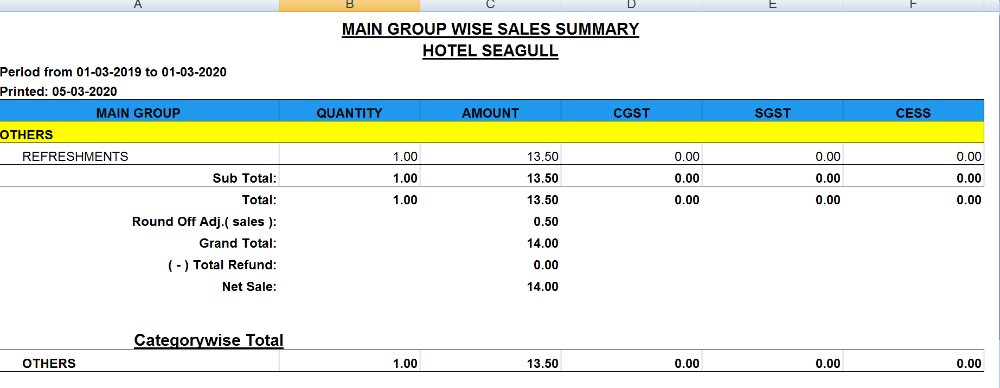 A B C D E F
MAIN GROUP WISE SALES SUMMARY
HOTEL SEAGULL
Period from 01-03-2019 to 01-03-2020
Printed: 05-03-2020
MAIN GROUP QUANTITY AMOUNT CGST SGST CESS
OTHERS
REFRESHMENTS 1.00 13.50 0.00 0.00 0.00
Sub Total: 1.00 13.50 0.00 0.00 0.00
Total: 1.00 13.50 0.00 0.00 0.00
Round Off Adj.( sales ): 0.50
Grand Total: 14.00
( - ) Total Refund: 0.00
Net Sale: 14.00
Categorywise Total
OTHERS 1.00 13.50 0.00 0.00 0.00